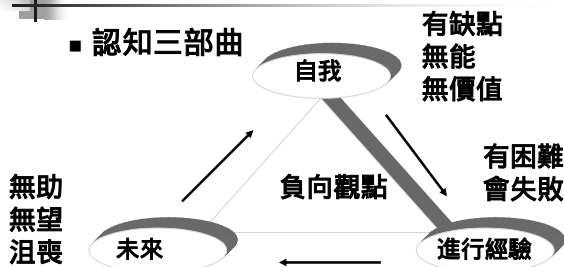 ■ 認知三部曲
有缺點
無能
無價值
自我
有困難
會失敗
負向觀點
無助
無望
沮喪
未來
進行經驗